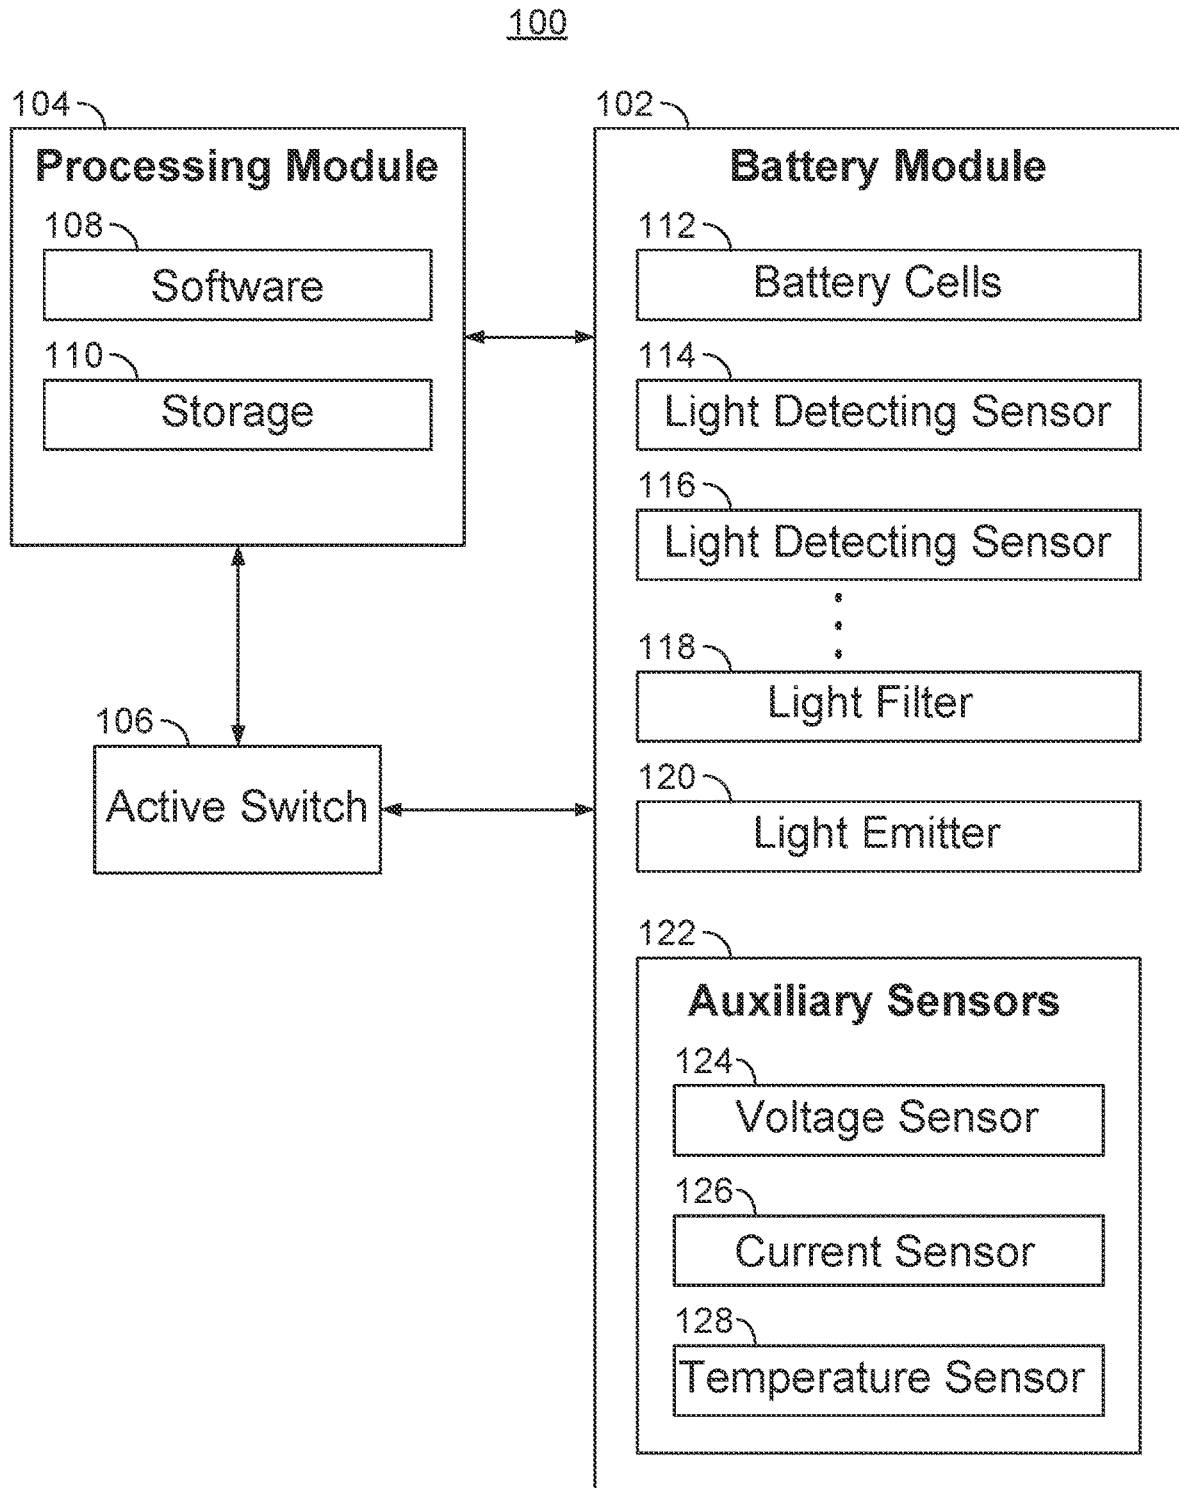 100
104
Processing Module
108
Software
110
Storage
106
Active Switch
102
Battery Module
112
Battery Cells
114
Light Detecting Sensor
116
Light Detecting Sensor
118
Light Filter
120
Light Emitter
122
Auxiliary Sensors
124
Voltage Sensor
126
Current Sensor
128
Temperature Sensor